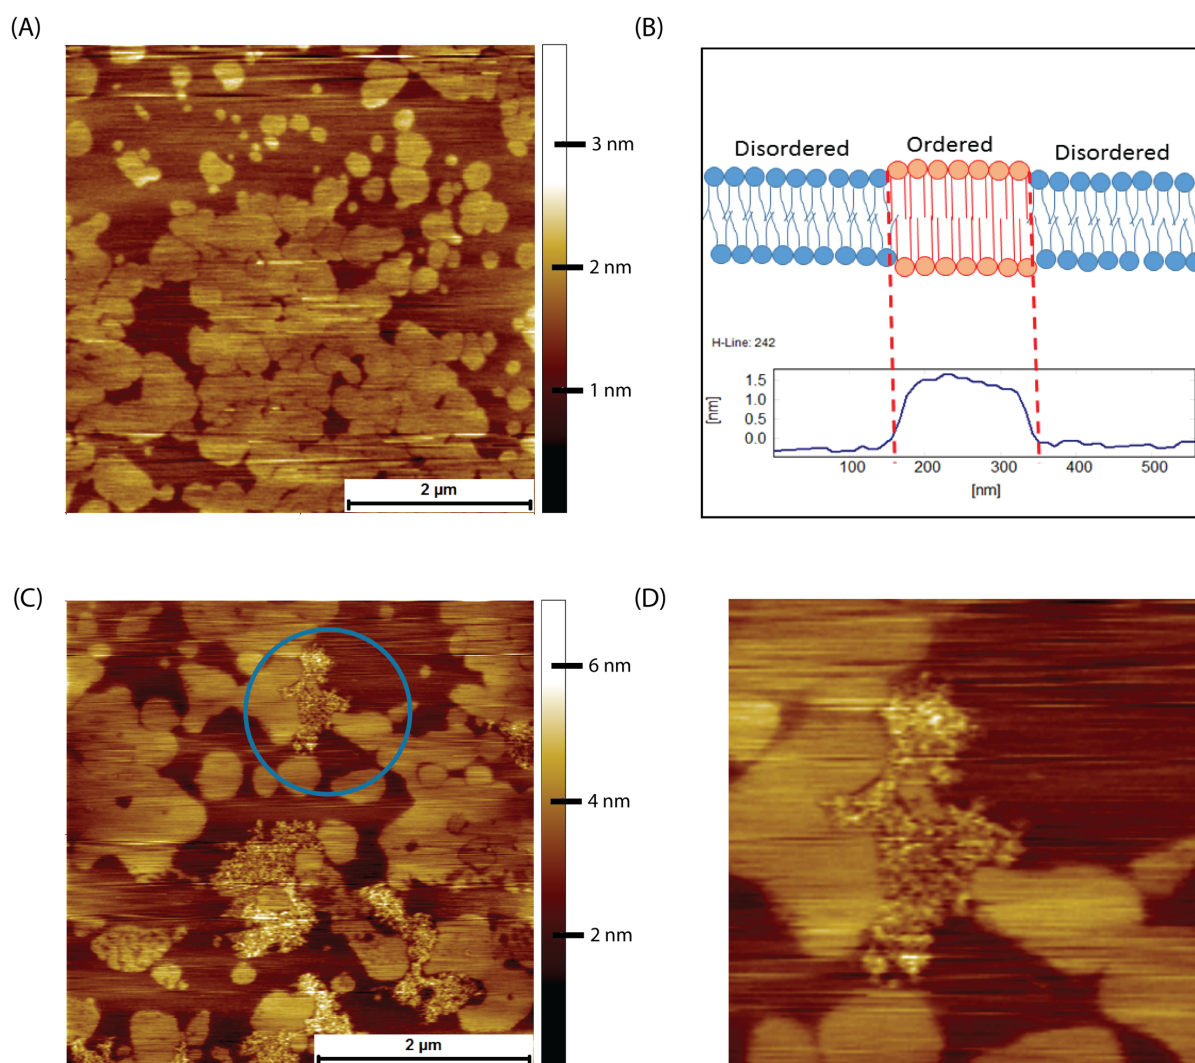 (A)
3 nm
2 nm
1 nm
2 µm
(B)
Disordered
Ordered
Disordered
H-Line: 242
[nm]
1.5
1.0
0.5
0.0
100
200
300
400
500
[nm]
(C)
6 nm
4 nm
2 nm
2 µm
(D)